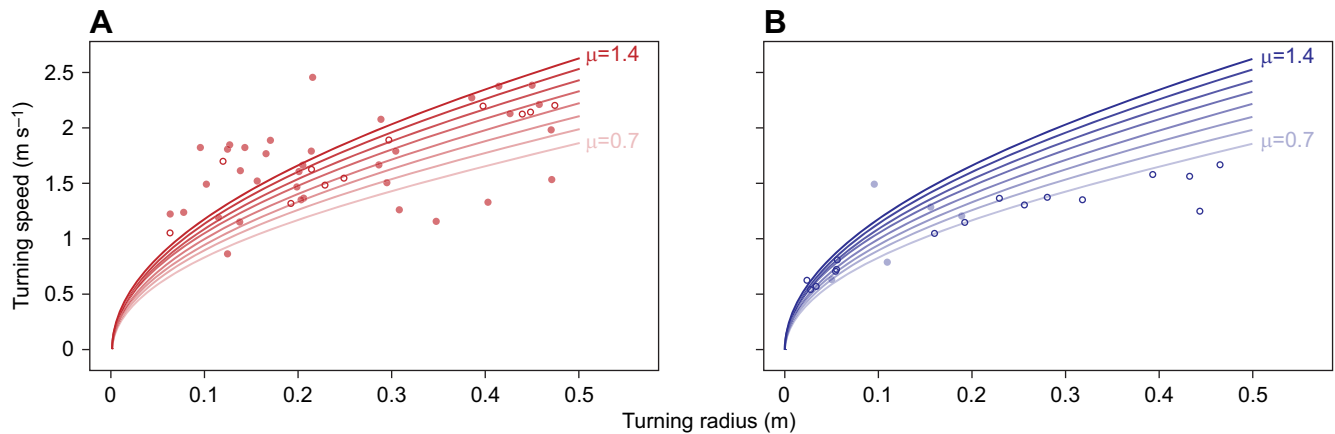 A
B
Turning speed (m s−1)
2.5
2
1.5
1
0.5
0
μ=1.4
μ=0.7
μ=1.4
μ=0.7
0 0.1 0.2 0.3 0.4 0.5
0 0.1 0.2 0.3 0.4 0.5
Turning radius (m)